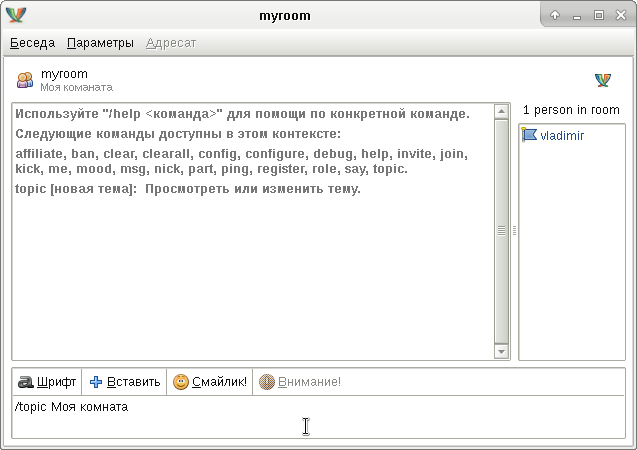 myroom
Беседа Параметры Адресат
myroom
Моя команата
1 person in room
Используйте "/help <команда>" для помощи по конкретной команде.
Следующие команды доступны в этом контексте:
affiliate, ban, clear, clearall, config, configure, debug, help, invite, join,
kick, me, mood, msg, nick, part, ping, register, role, say, topic.
topic [новая тема]:  Просмотреть или изменить тему.
vladimir
Шрифт Вставить Смайлик! Внимание!
/topic Моя комната